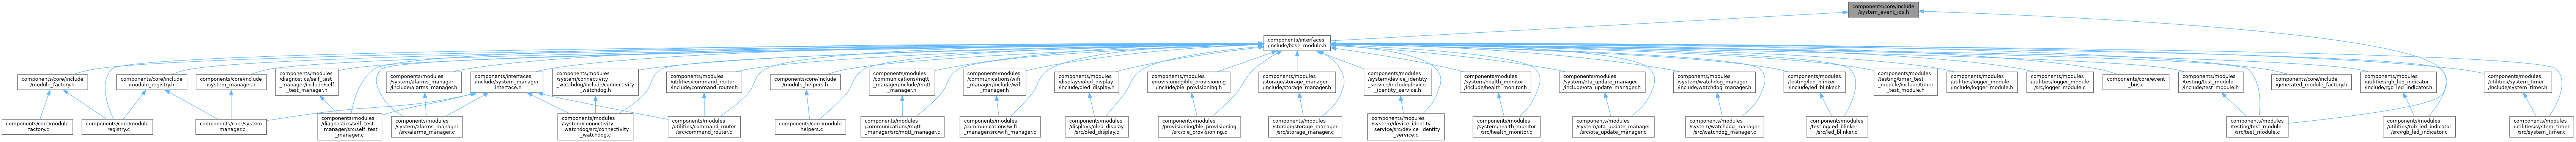 components/core/include
/system_event_ids.h
components/interfaces
/include/base_module.h
components/core/include
/module_factory.h
components/core/include
/module_registry.h
components/core/include
/system_manager.h
components/modules
/diagnostics/self_test
_manager/include/self
_test_manager.h
components/modules
/system/alarms_manager
/include/alarms_manager.h
components/interfaces
/include/system_manager
_interface.h
components/modules
/system/connectivity
_watchdog/include/connectivity
_watchdog.h
components/modules
/utilities/command_router
/include/command_router.h
components/core/include
/module_helpers.h
components/modules
/communications/mqtt
_manager/include/mqtt
_manager.h
components/modules
/communications/wifi
_manager/include/wifi
_manager.h
components/modules
/displays/oled_display
/include/oled_display.h
components/modules
/provisioning/ble_provisioning
/include/ble_provisioning.h
components/modules
/storage/storage_manager
/include/storage_manager.h
components/modules
/system/device_identity
_service/include/device
_identity_service.h
components/modules
/system/health_monitor
/include/health_monitor.h
components/modules
/system/ota_update_manager
/include/ota_update_manager.h
components/modules
/system/watchdog_manager
/include/watchdog_manager.h
components/modules
/testing/led_blinker
/include/led_blinker.h
components/modules
/testing/timer_test
_module/include/timer
_test_module.h
components/modules
/utilities/logger_module
/include/logger_module.h
components/modules
/utilities/logger_module
/src/logger_module.c
components/core/event
_bus.c
components/modules
/testing/test_module
/include/test_module.h
components/core/include
/generated_module_factory.h
components/modules
/utilities/rgb_led_indicator
/include/rgb_led_indicator.h
components/modules
/utilities/system_timer
/include/system_timer.h
components/core/module
_factory.c
components/core/module
_registry.c
components/core/system
_manager.c
components/modules
/diagnostics/self_test
_manager/src/self_test
_manager.c
components/modules
/system/alarms_manager
/src/alarms_manager.c
components/modules
/system/connectivity
_watchdog/src/connectivity
_watchdog.c
components/modules
/utilities/command_router
/src/command_router.c
components/core/module
_helpers.c
components/modules
/communications/mqtt
_manager/src/mqtt_manager.c
components/modules
/communications/wifi
_manager/src/wifi_manager.c
components/modules
/displays/oled_display
/src/oled_display.c
components/modules
/provisioning/ble_provisioning
/src/ble_provisioning.c
components/modules
/storage/storage_manager
/src/storage_manager.c
components/modules
/system/device_identity
_service/src/device_identity
_service.c
components/modules
/system/health_monitor
/src/health_monitor.c
components/modules
/system/ota_update_manager
/src/ota_update_manager.c
components/modules
/system/watchdog_manager
/src/watchdog_manager.c
components/modules
/testing/led_blinker
/src/led_blinker.c
components/modules
/testing/test_module
/src/test_module.c
components/modules
/utilities/rgb_led_indicator
/src/rgb_led_indicator.c
components/modules
/utilities/system_timer
/src/system_timer.c